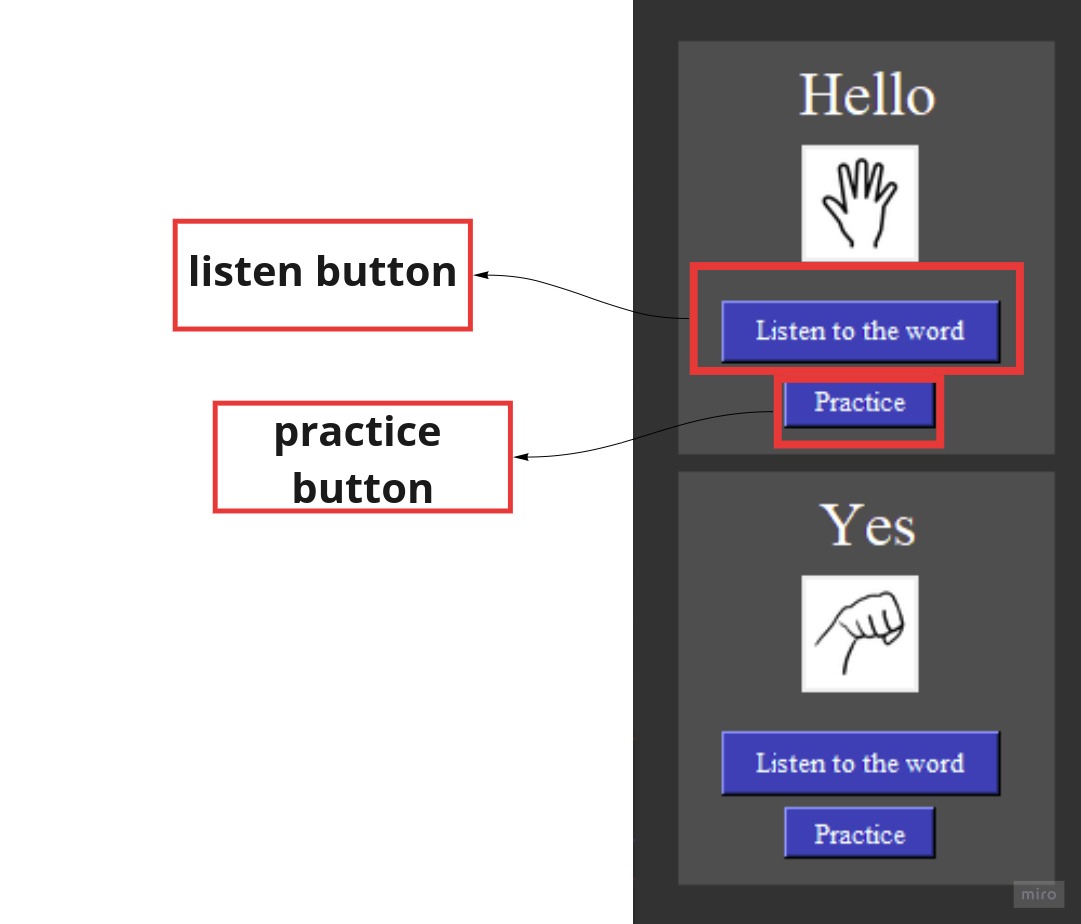 Hello
listen button
Listen to the word
Practice
practice
button
Yes
Listen to the word
Practice
miro